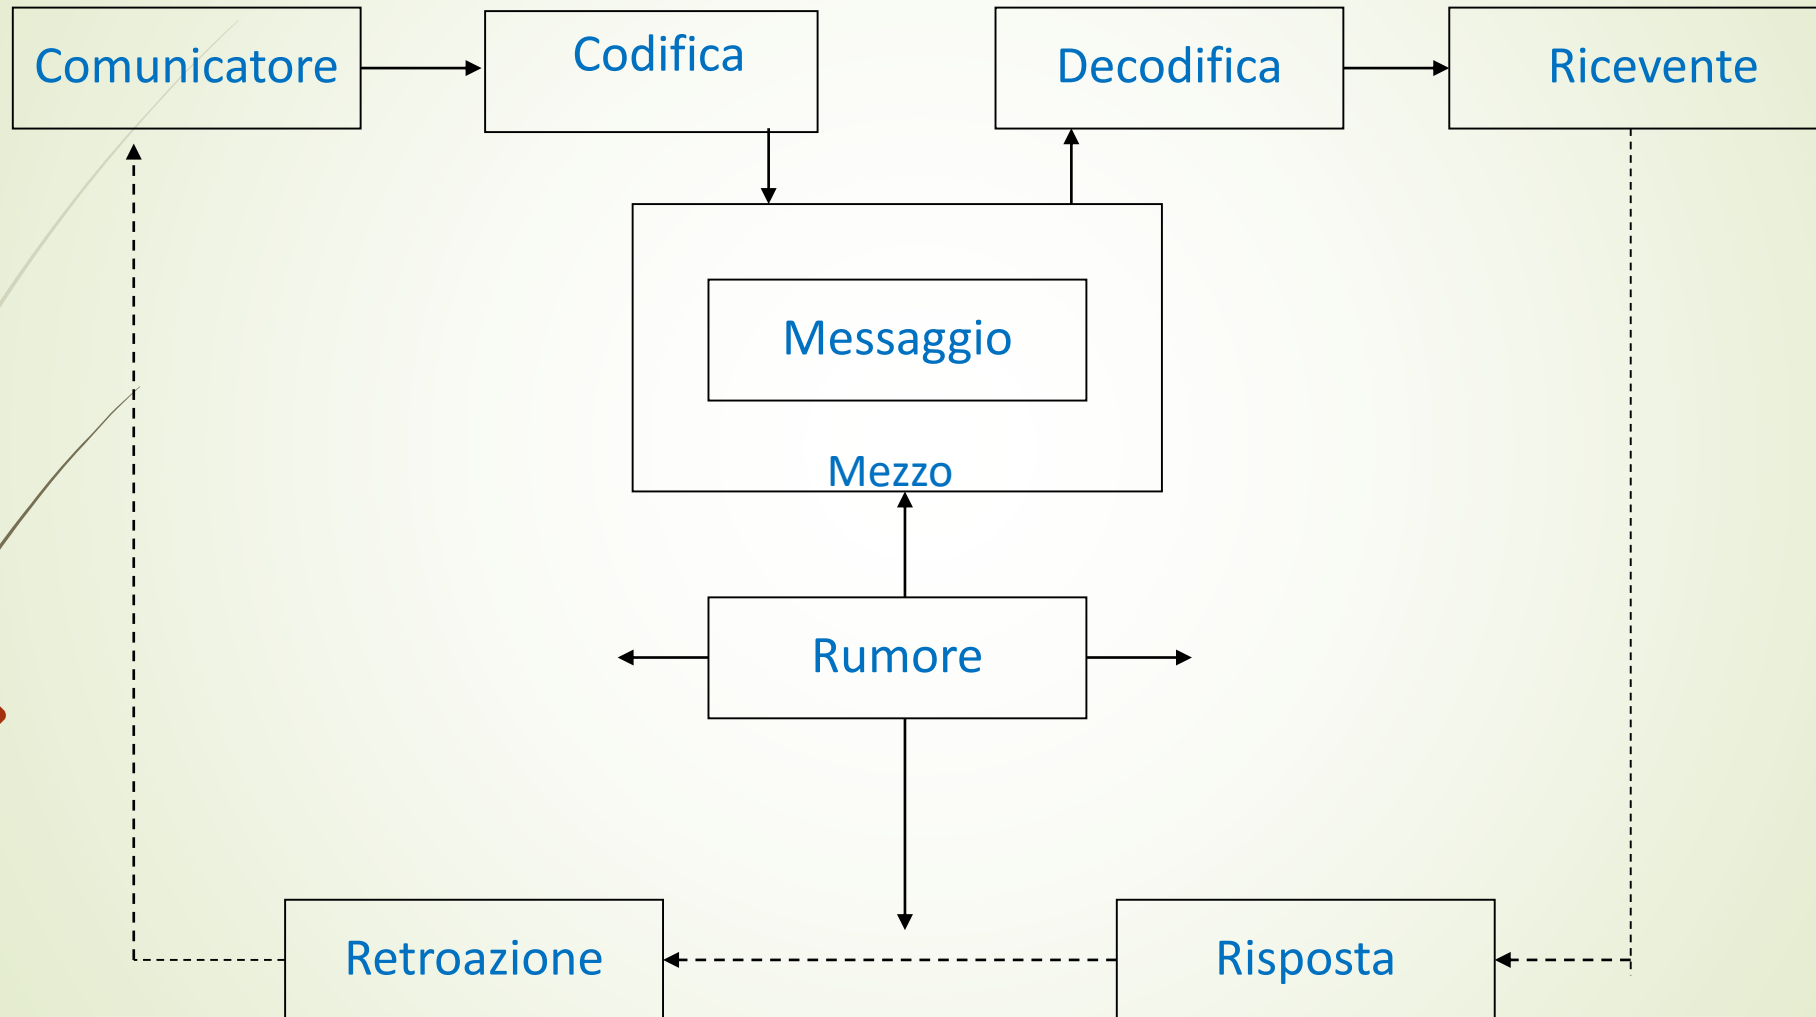 Comunicatore
Codifica
Decodifica
Ricevente
Messaggio
Mezzo
Rumore
Retroazione
Risposta